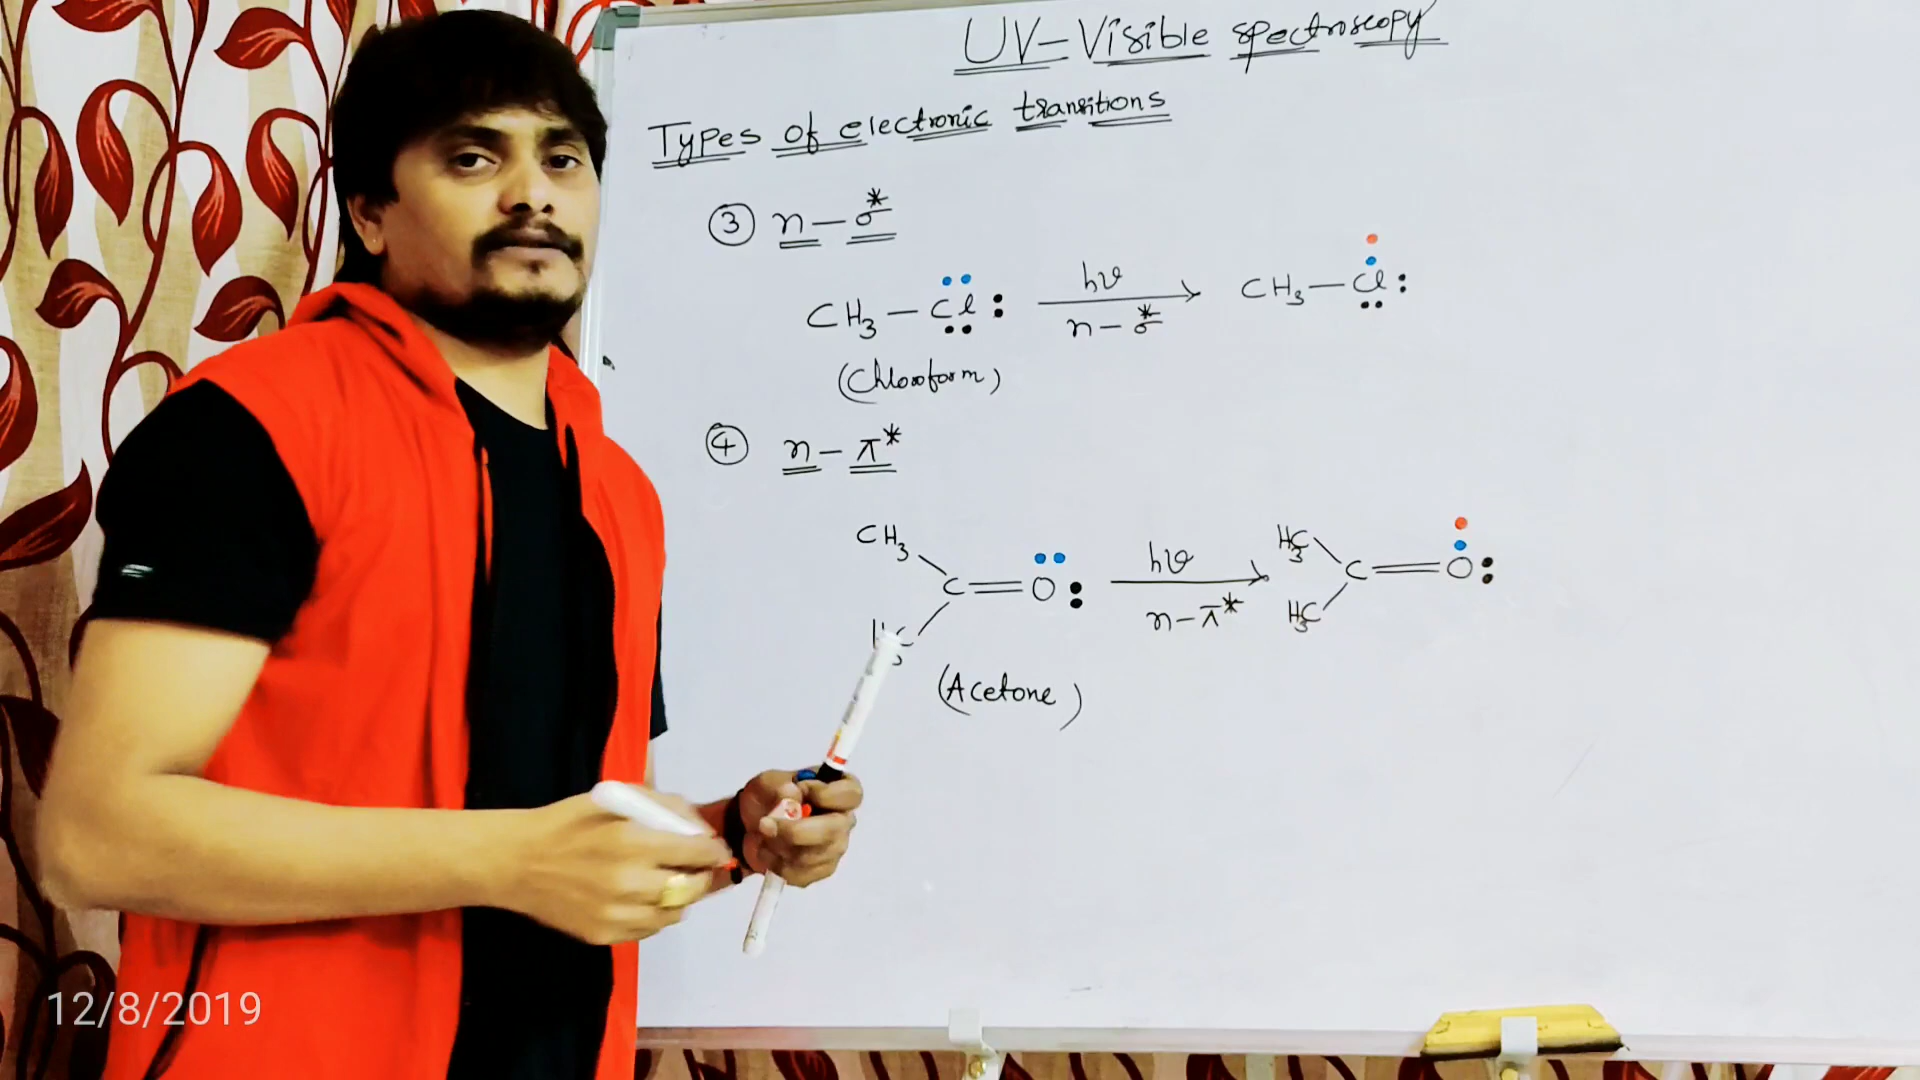 UV-Visible spectroscopy
Types of electronic transitions
③ n-σ*
CH₃-Cl: hν n-σ* CH₃-Cl:
(Chloroform)
④ n-π*
CH₃ H₃C
C=O: hν n-π* C=O:
H₃C H₃C
(Acetone)
12/8/2019